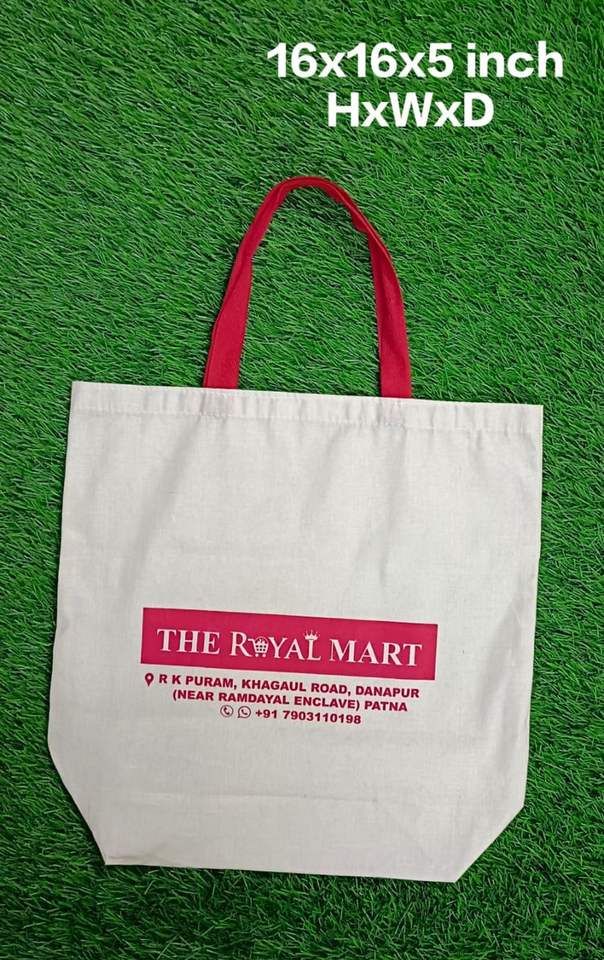 16x16x5 inch
HxWxD
THE ROYAL MART
R K PURAM, KHAGAUL ROAD, DANAPUR
(NEAR RAMDAYAL ENCLAVE) PATNA
+91 7903110198